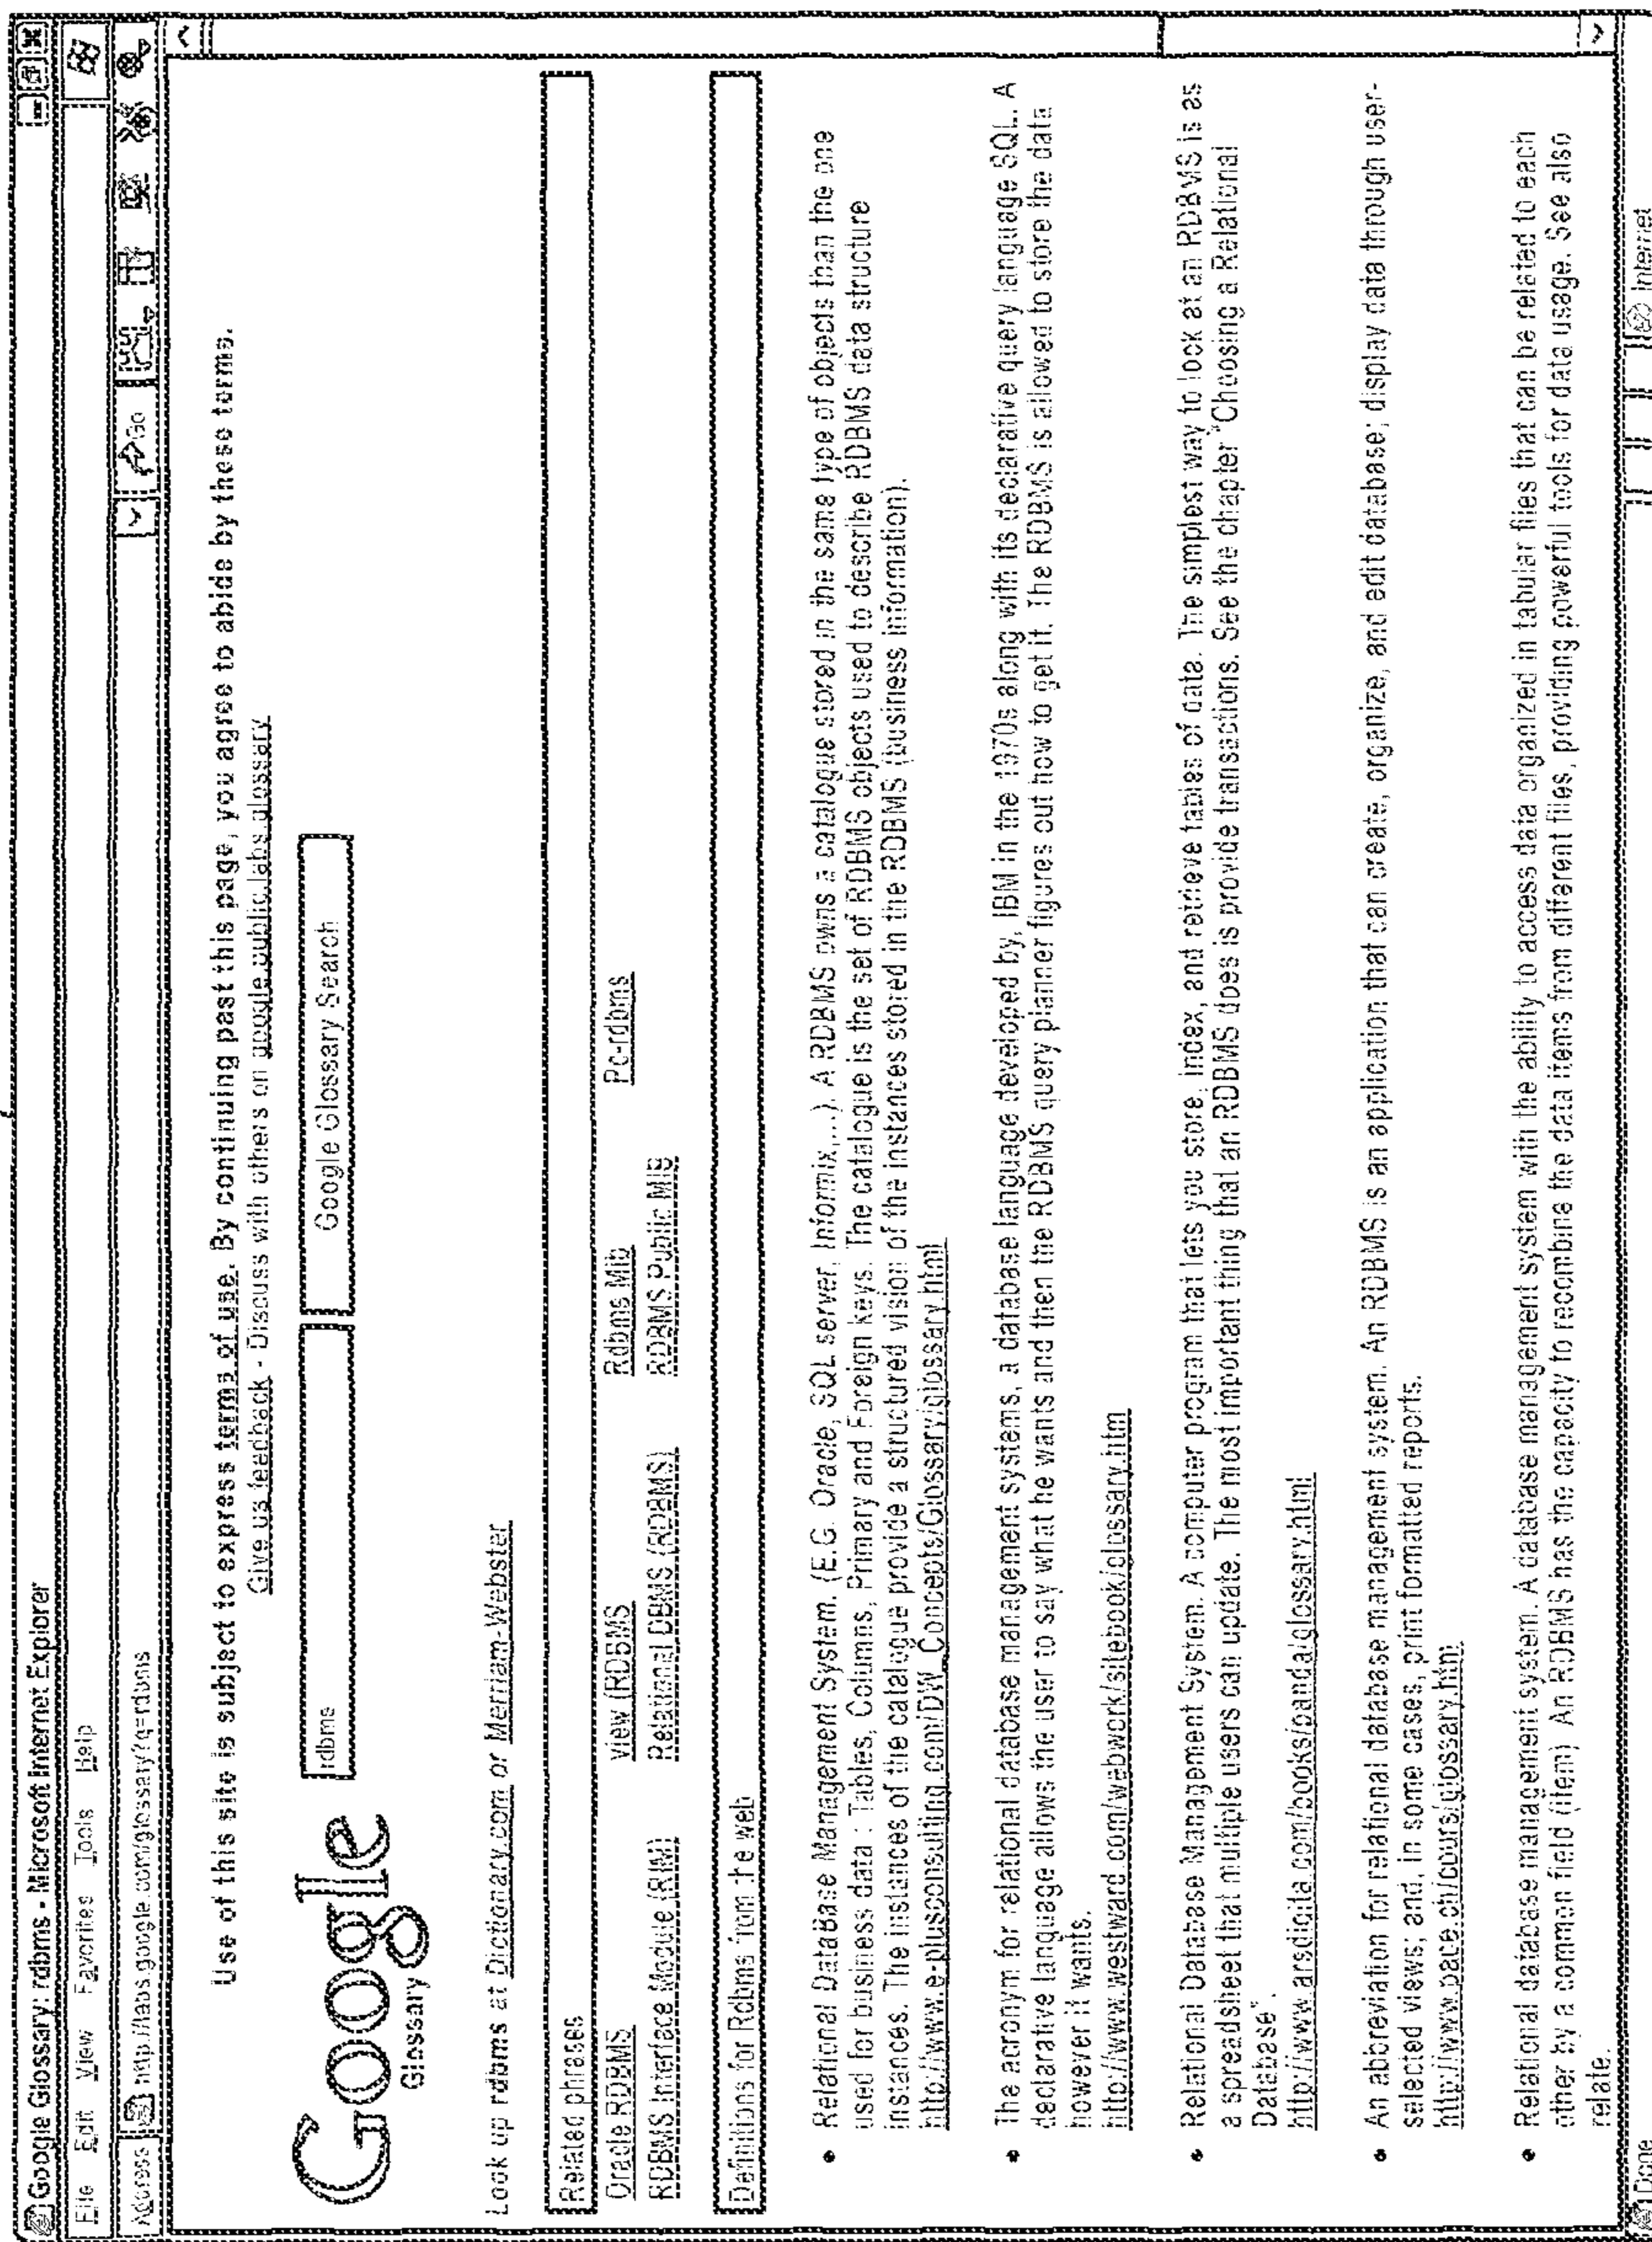 Google Glossary: rdbms - Microsoft Internet Explorer
File Edit View Favorites Tools Help
Address http://labs.google.com/glossary?q=rdbms Go
Use of this site is subject to express terms of use. By continuing past this page, you agree to abide by these terms.
Give us feedback - Discuss with others on google.public.labs.glossary
Google
Glossary
rdbms
Google Glossary Search
Look up rdbms at Dictionary.com or Merriam-Webster
Related phrases
Oracle RDBMS View (RDBMS Rdbms Mib Pc-rdbms
RDBMS Interface Module (RIM) Relational DBMS (RDBMS) RDBMS Public MIB
Definitions for Rdbms from the web
• Relational DataBase Management System. (E.G. Oracle, SQL server, Informix,..). A RDBMS owns a catalogue stored in the same type of objects than the one
used for business data : Tables, Columns, Primary and Foreign keys. The catalogue is the set of RDBMS objects used to describe RDBMS data structure
instances. The instances of the catalogue provide a structured vision of the instances stored in the RDBMS (business information).
http://www.e-plusconsulting.com/DW_Concepts/Glossary/glossary.html
• The acronym for relational database management systems, a database language developed by, IBM in the 1970s along with its declarative query language SQL. A
declarative language allows the user to say what he wants and then the RDBMS query planner figures out how to get it. The RDBMS is allowed to store the data
however it wants.
http://www.westward.com/webwork/sitebook/glossary.htm
• Relational Database Management System. A computer program that lets you store, index, and retrieve tables of data. The simplest way to look at an RDBMS is as
a spreadsheet that multiple users can update. The most important thing that an RDBMS does is provide transactions. See the chapter "Choosing a Relational
Database".
http://www.arsdigita.com/books/panda/glossary.html
• An abbreviation for relational database management system. An RDBMS is an application that can create, organize, and edit database; display data through user-
selected views; and, in some cases, print formatted reports.
http://www.pace.ch/cours/glossary.htm
• Relational database management system. A database management system with the ability to access data organized in tabular files that can be related to each
other by a common field (item). An RDBMS has the capacity to recombine the data items from different files, providing powerful tools for data usage. See also
relate.
Done Internet